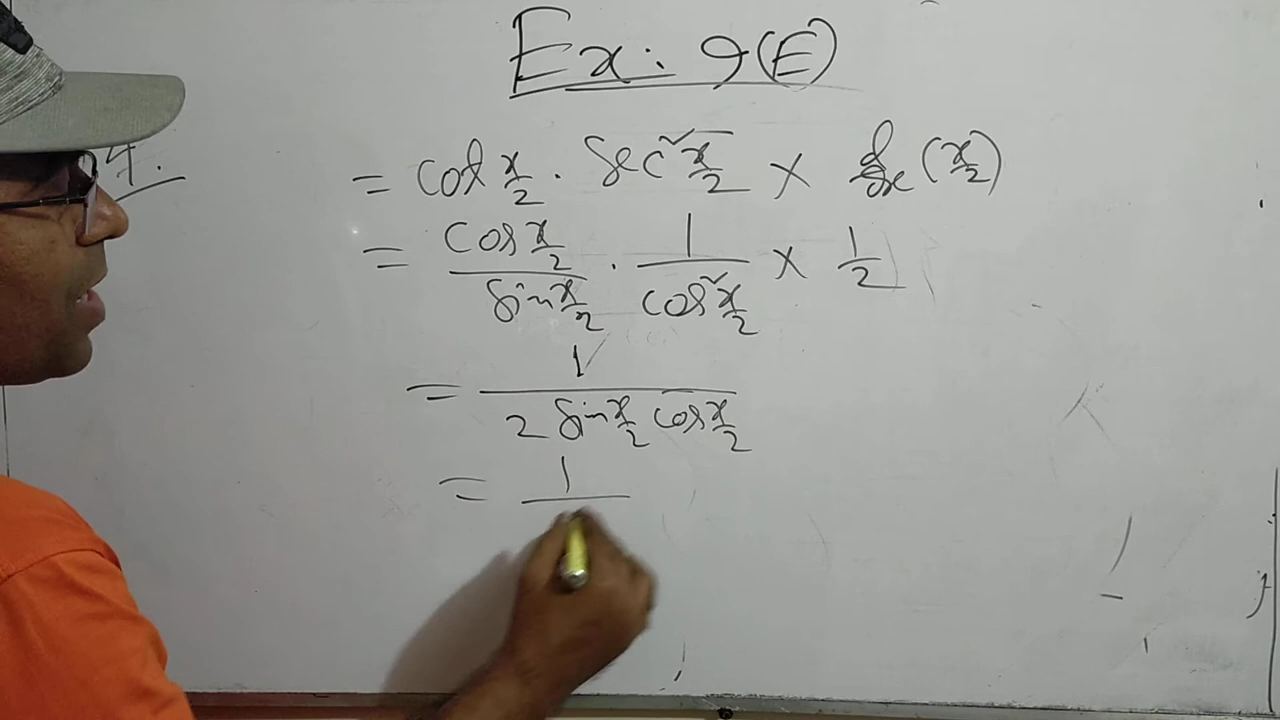 Ex: 9(E)
4.
= cot x/2 . Sec² x/2 × d/dx (x/2)
= Cos x/2 / Sin x/2 . 1 / Cos² x/2 × 1/2
= 1 / 2 Sin x/2 Cos x/2
= 1